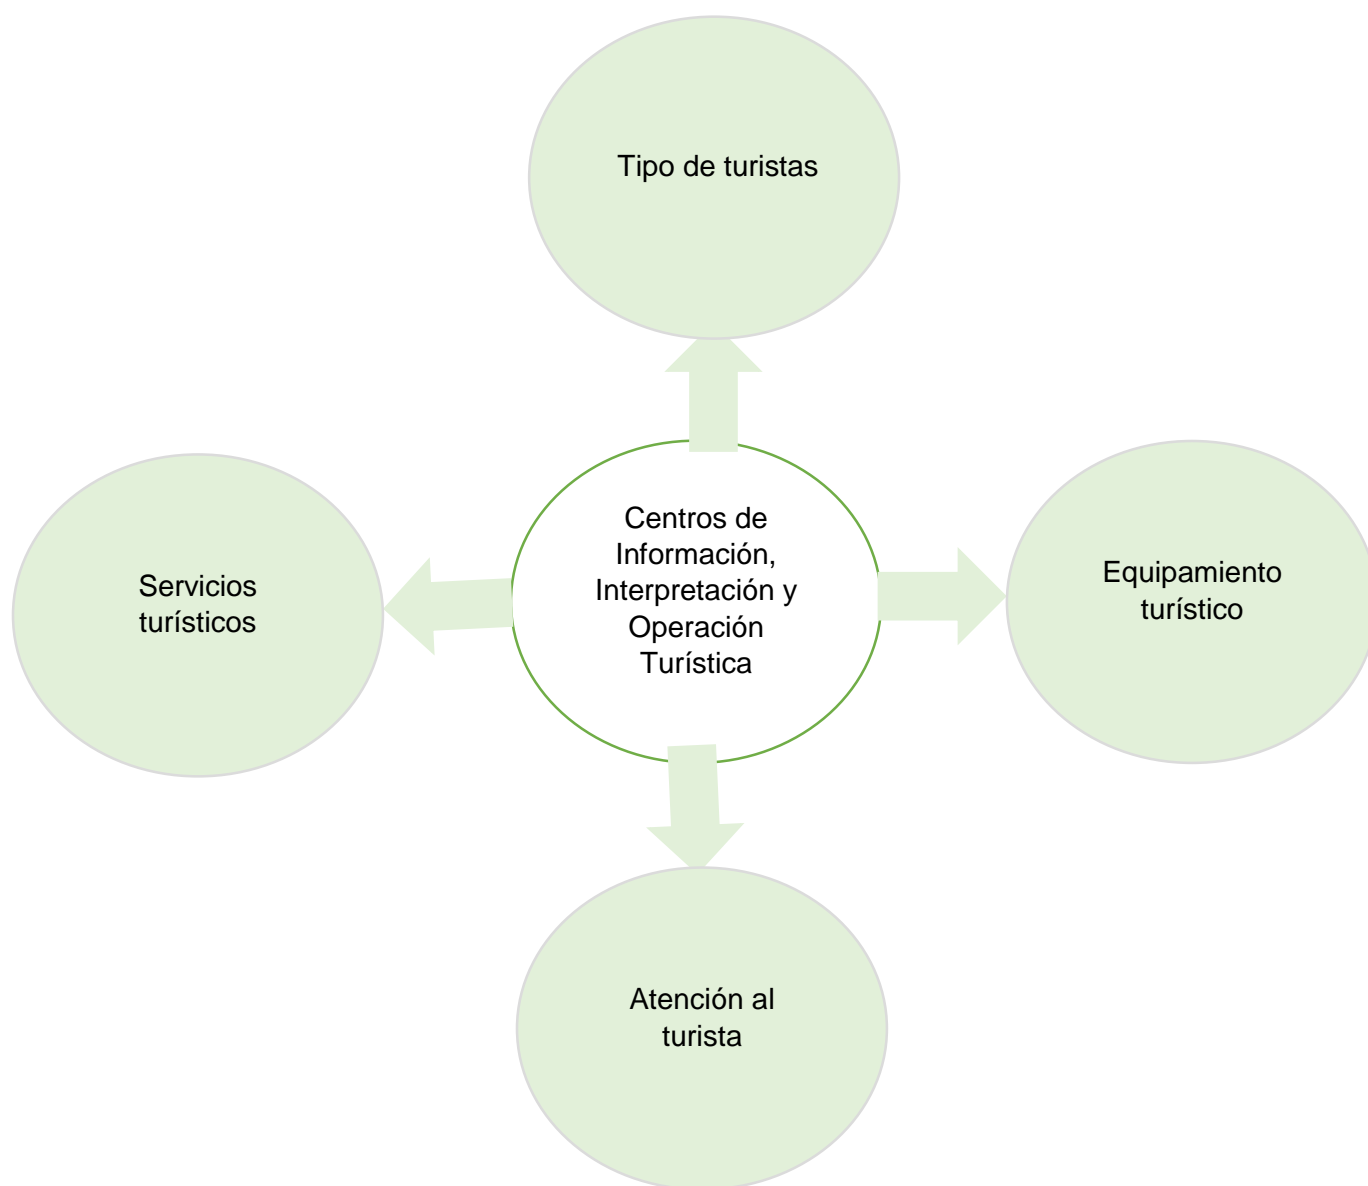 Tipo de turistas
Centros de
Información,
Interpretación y
Operación
Turística
Servicios
turísticos
Equipamiento
turístico
Atención al
turista